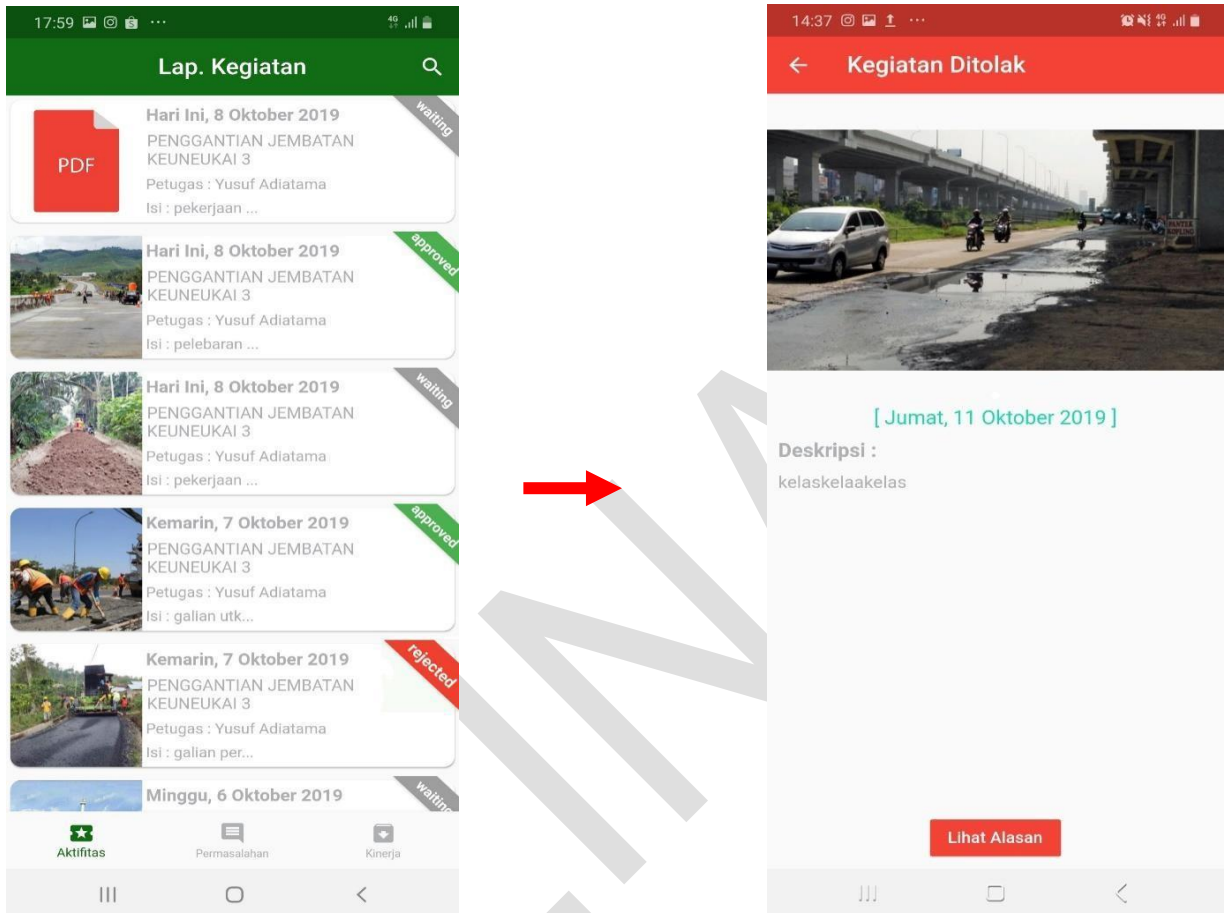 17:59
4G
Lap. Kegiatan
PDF
Hari Ini, 8 Oktober 2019
waiting
PENGGANTIAN JEMBATAN
KEUNEUKAI 3
Petugas : Yusuf Adiatama
Isi : pekerjaan ...
Hari Ini, 8 Oktober 2019
approved
PENGGANTIAN JEMBATAN
KEUNEUKAI 3
Petugas : Yusuf Adiatama
Isi : pelebaran ...
Hari Ini, 8 Oktober 2019
waiting
PENGGANTIAN JEMBATAN
KEUNEUKAI 3
Petugas : Yusuf Adiatama
Isi : pekerjaan ...
Kemarin, 7 Oktober 2019
approved
PENGGANTIAN JEMBATAN
KEUNEUKAI 3
Petugas : Yusuf Adiatama
Isi : galian utk...
Kemarin, 7 Oktober 2019
rejected
PENGGANTIAN JEMBATAN
KEUNEUKAI 3
Petugas : Yusuf Adiatama
Isi : galian per...
Minggu, 6 Oktober 2019
waiting
Aktifitas
Permasalahan
Kinerja
14:37
4G
Kegiatan Ditolak
[ Jumat, 11 Oktober 2019 ]
Deskripsi :
kelaskelaakelas
Lihat Alasan